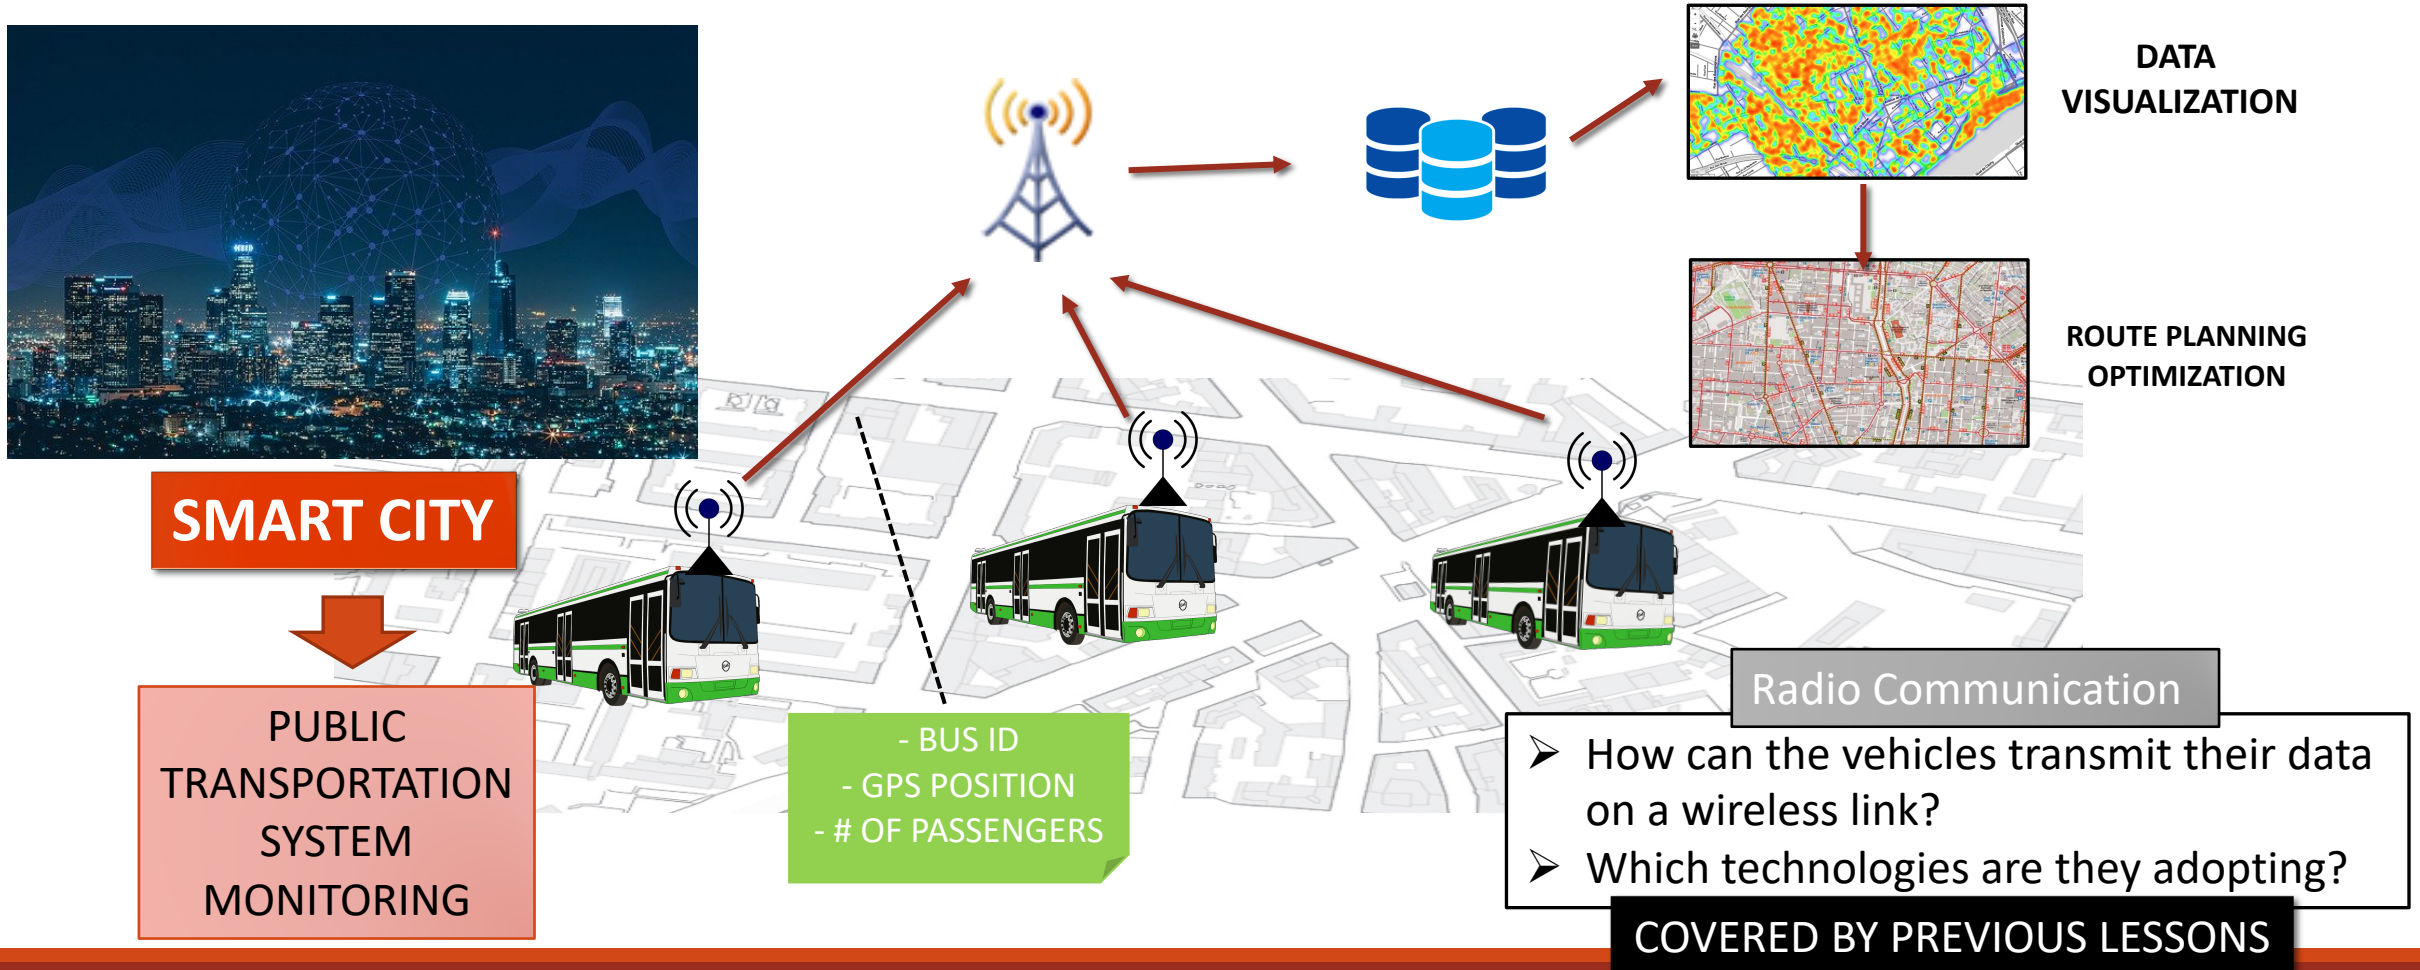 DATA
VISUALIZATION
ROUTE PLANNING
OPTIMIZATION
SMART CITY
PUBLIC
TRANSPORTATION
SYSTEM
MONITORING
- BUS ID
- GPS POSITION
- # OF PASSENGERS
Radio Communication
➢ How can the vehicles transmit their data
on a wireless link?
➢ Which technologies are they adopting?
COVERED BY PREVIOUS LESSONS